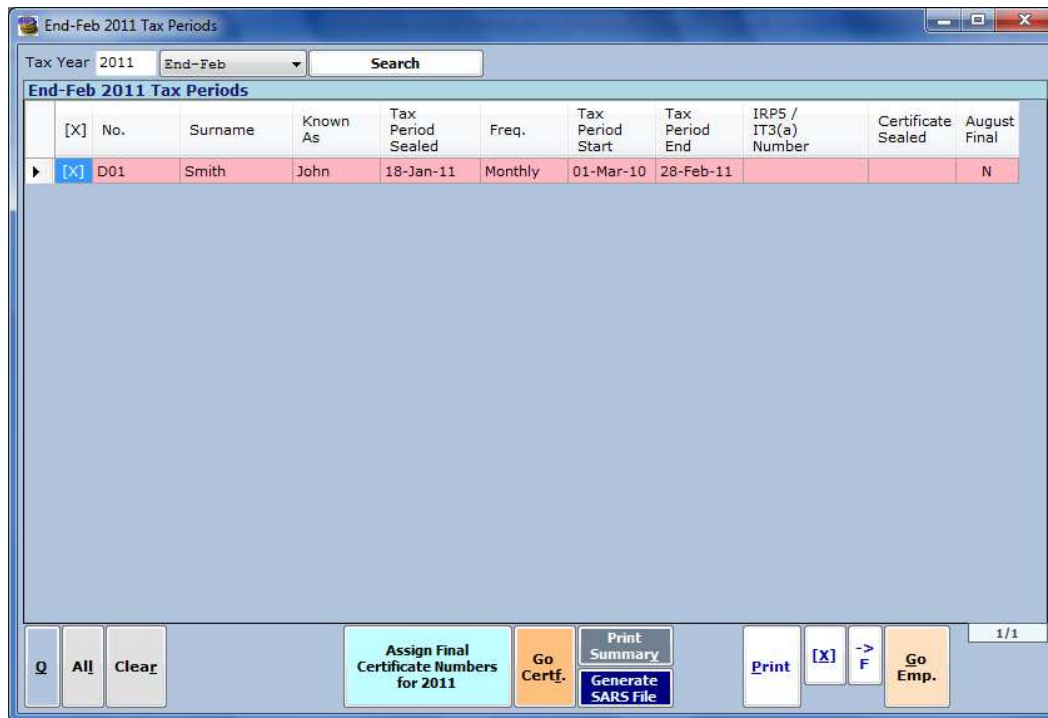 End-Feb 2011 Tax Periods
Tax Year 2011 End-Feb Search
End-Feb 2011 Tax Periods
[X] No. Surname Known As Tax Period Sealed Freq. Tax Period Start Tax Period End IRP5 / IT3(a) Number Certificate Sealed August Final
[X] D01 Smith John 18-Jan-11 Monthly 01-Mar-10 28-Feb-11 N
1/1
Q All Clear
Assign Final
Certificate Numbers
for 2011
Go
Certf.
Print
Summary
Generate
SARS File
Print
[X]
->
F
Go
Emp.